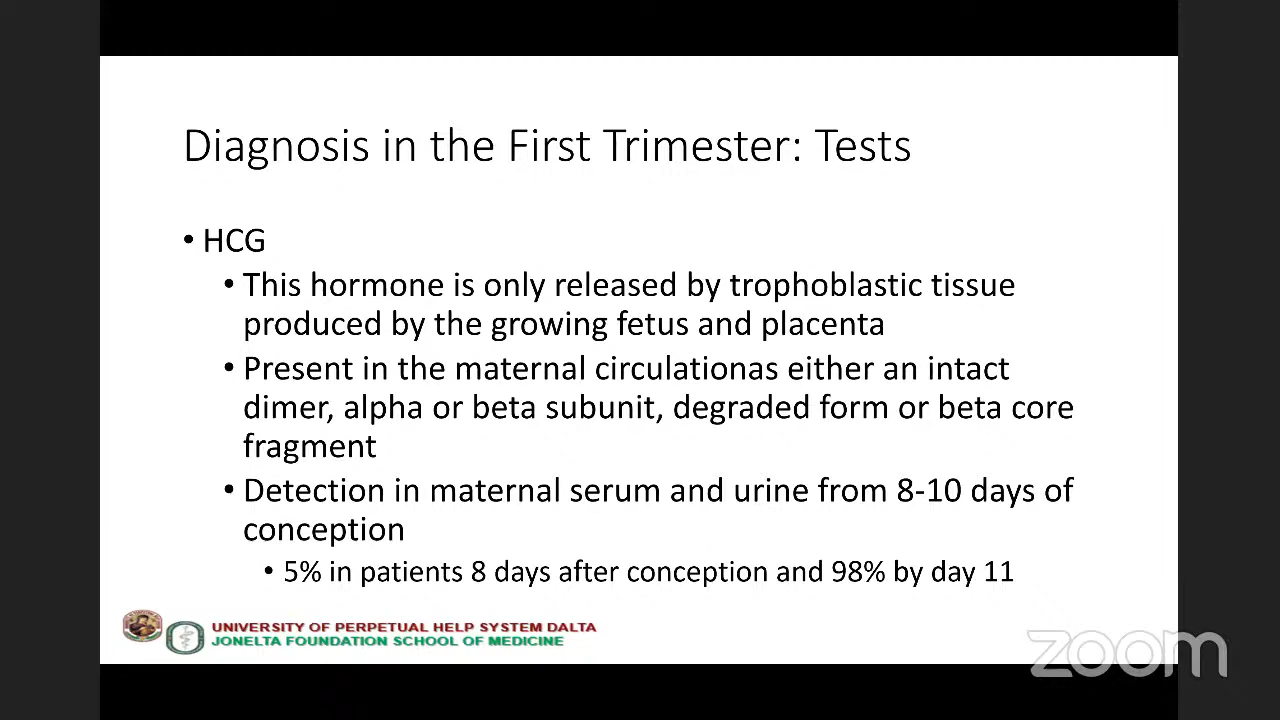 Diagnosis in the First Trimester: Tests
• HCG
• This hormone is only released by trophoblastic tissue
produced by the growing fetus and placenta
• Present in the maternal circulationas either an intact
dimer, alpha or beta subunit, degraded form or beta core
fragment
• Detection in maternal serum and urine from 8-10 days of
conception
• 5% in patients 8 days after conception and 98% by day 11
UNIVERSITY OF PERPETUAL HELP SYSTEM DALTA
JONELTA FOUNDATION SCHOOL OF MEDICINE
zoom